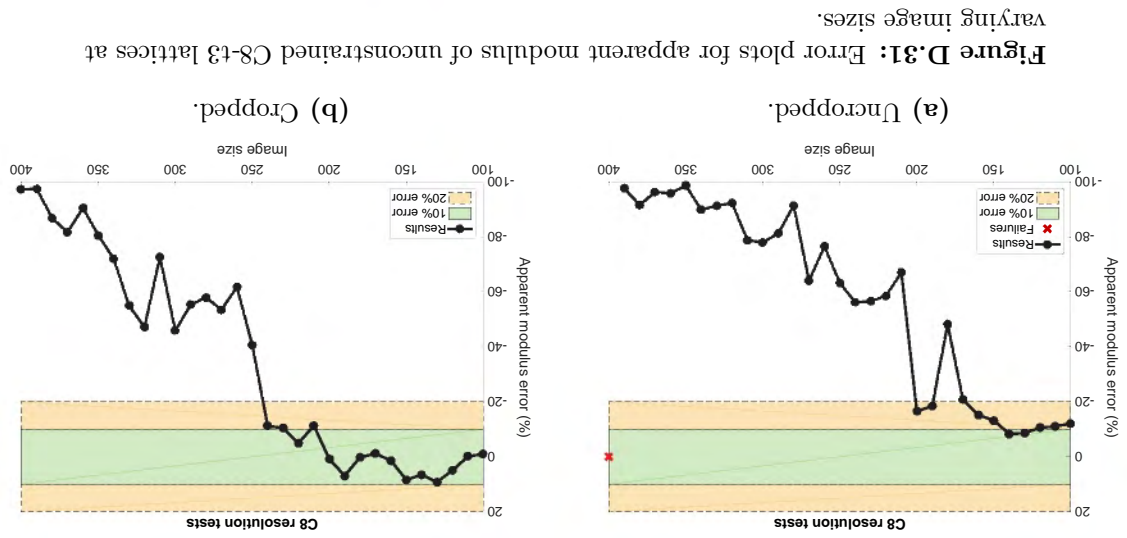 C8 resolution tests
20
0
-20
-40
-60
-80
-100
Apparent modulus error (%)
Results
Failures
10% error
20% error
100
150
200
250
300
350
400
Image size
(a) Uncropped.
C8 resolution tests
20
0
-20
-40
-60
-80
-100
Apparent modulus error (%)
Results
10% error
20% error
100
150
200
250
300
350
400
Image size
(b) Cropped.
Figure D.31: Error plots for apparent modulus of unconstrained C8-t3 lattices at
varying image sizes.